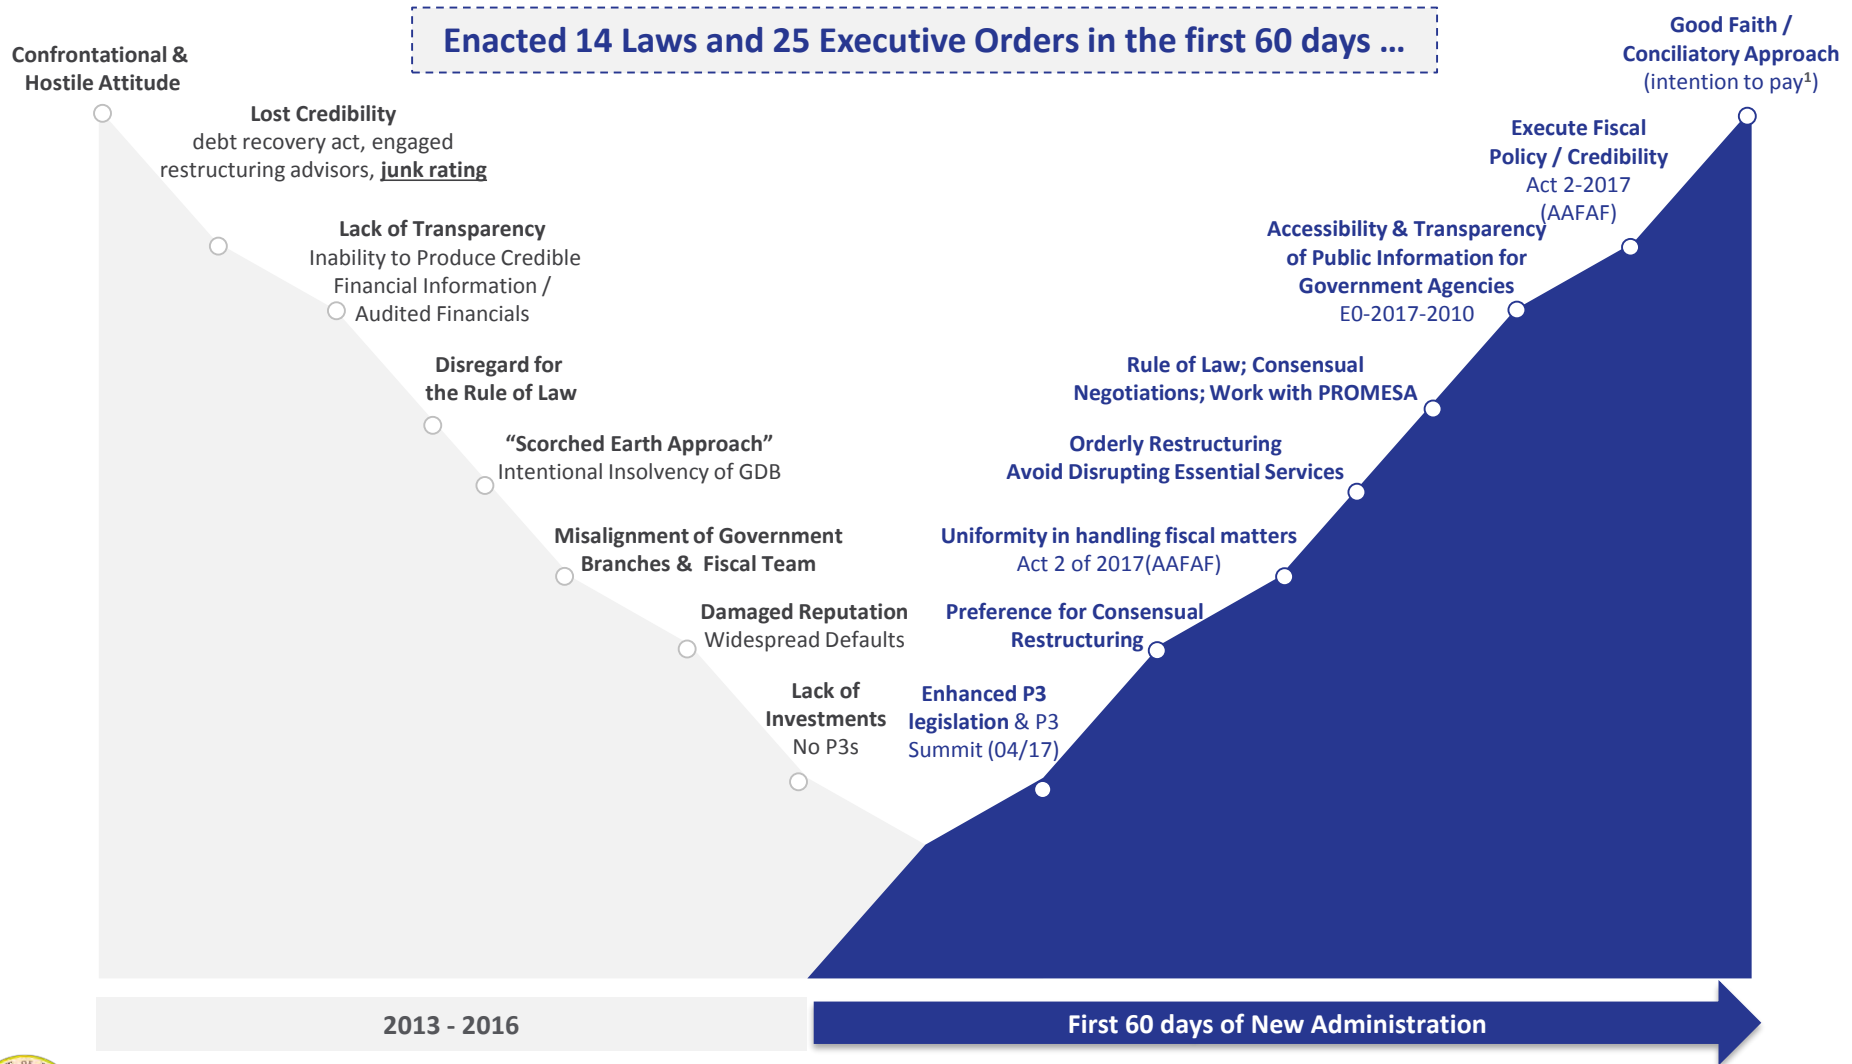 Enacted 14 Laws and 25 Executive Orders in the first 60 days ...
Confrontational &
Hostile Attitude
Lost Credibility
debt recovery act, engaged
restructuring advisors, junk rating
Lack of Transparency
Inability to Produce Credible
Financial Information /
Audited Financials
Disregard for
the Rule of Law
“Scorched Earth Approach”
Intentional Insolvency of GDB
Misalignment of Government
Branches & Fiscal Team
Damaged Reputation
Widespread Defaults
Lack of
Investments
No P3s
Good Faith /
Conciliatory Approach
(intention to pay¹)
Execute Fiscal
Policy / Credibility
Act 2-2017
(AAFAF)
Accessibility & Transparency
of Public Information for
Government Agencies
E0-2017-2010
Rule of Law; Consensual
Negotiations; Work with PROMESA
Orderly Restructuring
Avoid Disrupting Essential Services
Uniformity in handling fiscal matters
Act 2 of 2017(AAFAF)
Preference for Consensual
Restructuring
Enhanced P3
legislation & P3
Summit (04/17)
2013 - 2016
First 60 days of New Administration